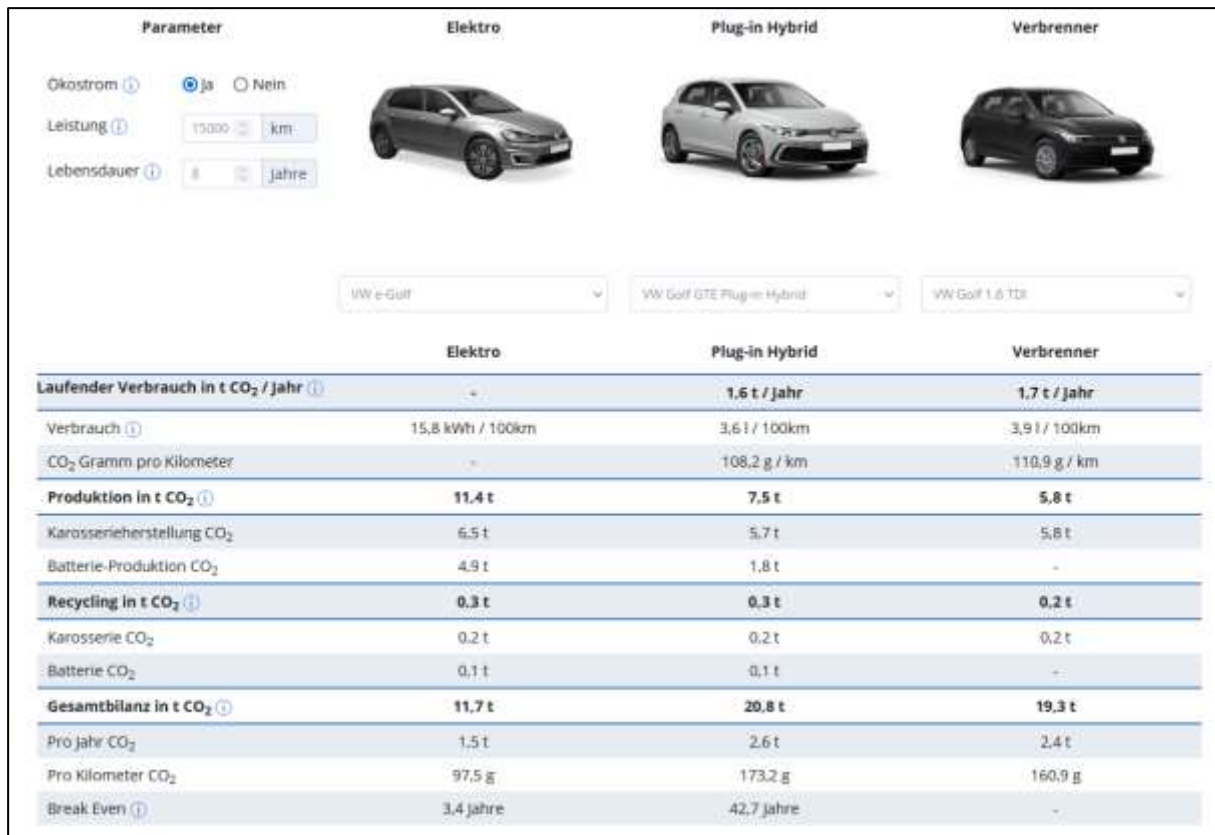 Parameter Elektro Plug-in Hybrid Verbrenner
Ökostrom Ja Nein
Leistung 15000 km
Lebensdauer 8 Jahre
VW e-Golf VW Golf GTE Plug-in Hybrid VW Golf 1.6 TDI
Elektro Plug-in Hybrid Verbrenner
Laufender Verbrauch in t CO₂ / Jahr - 1,6 t / Jahr 1,7 t / Jahr
Verbrauch 15,8 kWh / 100km 3,6 l / 100km 3,9 l / 100km
CO₂ Gramm pro Kilometer - 108,2 g / km 110,9 g / km
Produktion in t CO₂ 11,4 t 7,5 t 5,8 t
Karosserieherstellung CO₂ 6,5 t 5,7 t 5,8 t
Batterie-Produktion CO₂ 4,9 t 1,8 t -
Recycling in t CO₂ 0,3 t 0,3 t 0,2 t
Karosserie CO₂ 0,2 t 0,2 t 0,2 t
Batterie CO₂ 0,1 t 0,1 t -
Gesamtbilanz in t CO₂ 11,7 t 20,8 t 19,3 t
Pro Jahr CO₂ 1,5 t 2,6 t 2,4 t
Pro Kilometer CO₂ 97,5 g 173,2 g 160,9 g
Break Even 3,4 Jahre 42,7 Jahre -